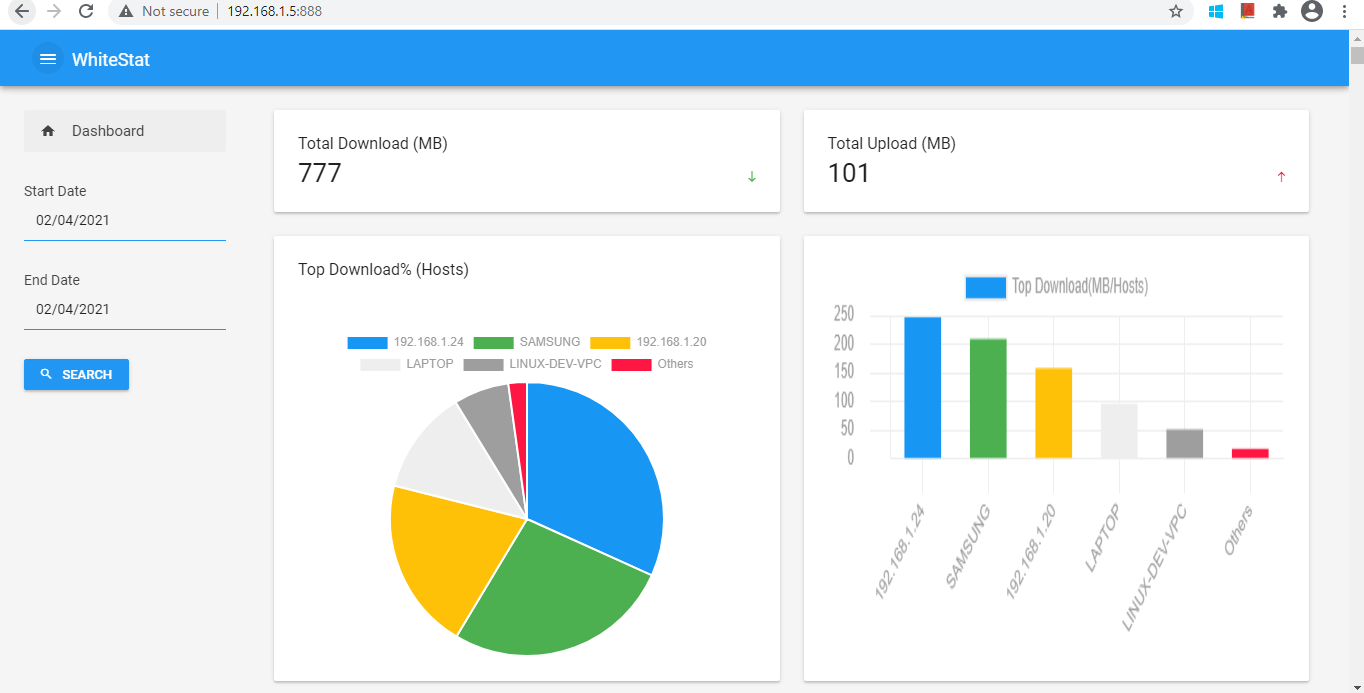 Not secure 192.168.1.5:888
WhiteStat
Dashboard
Start Date
02/04/2021
End Date
02/04/2021
SEARCH
Total Download (MB)
777
Total Upload (MB)
101
Top Download% (Hosts)
192.168.1.24 SAMSUNG 192.168.1.20
LAPTOP LINUX-DEV-VPC Others
Top Download(MB/Hosts)
250
200
150
100
50
0
192.168.1.24 SAMSUNG 192.168.1.20 LAPTOP LINUX-DEV-VPC Others